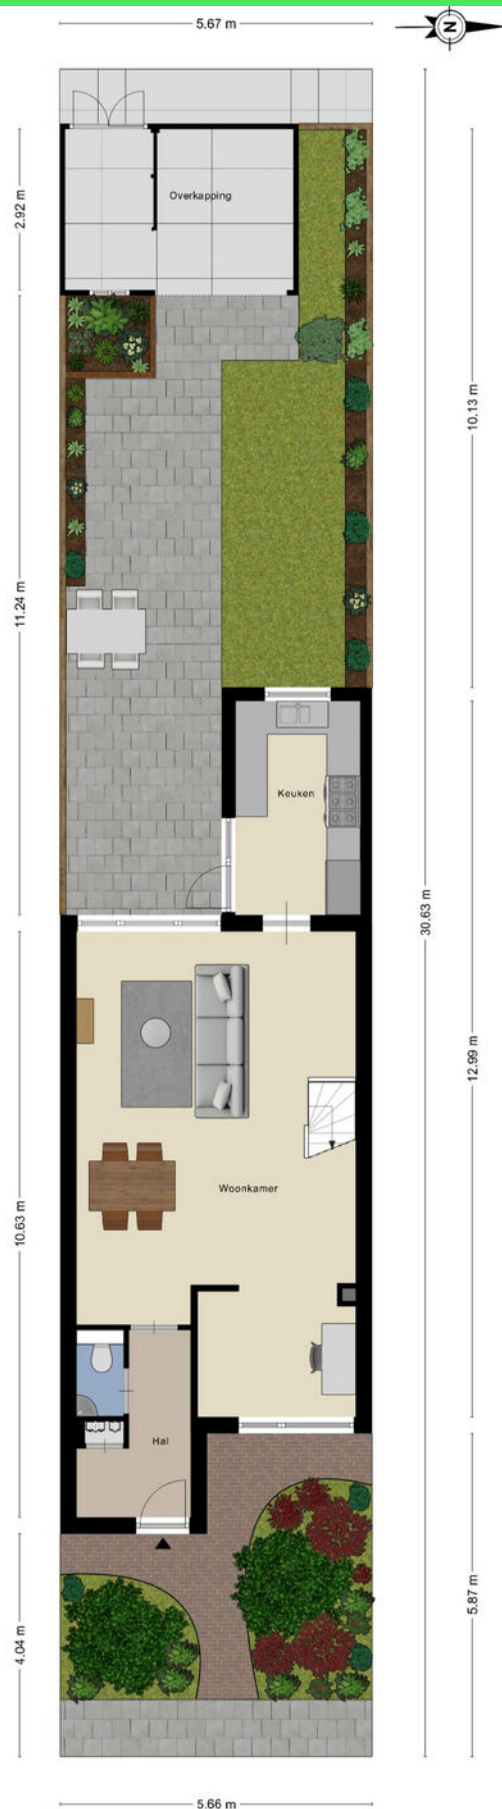 5.67 m
N
2.92 m
Overkapping
10.13 m
11.24 m
Keuken
30.63 m
12.99 m
Woonkamer
10.63 m
Hal
5.87 m
4.04 m
5.66 m